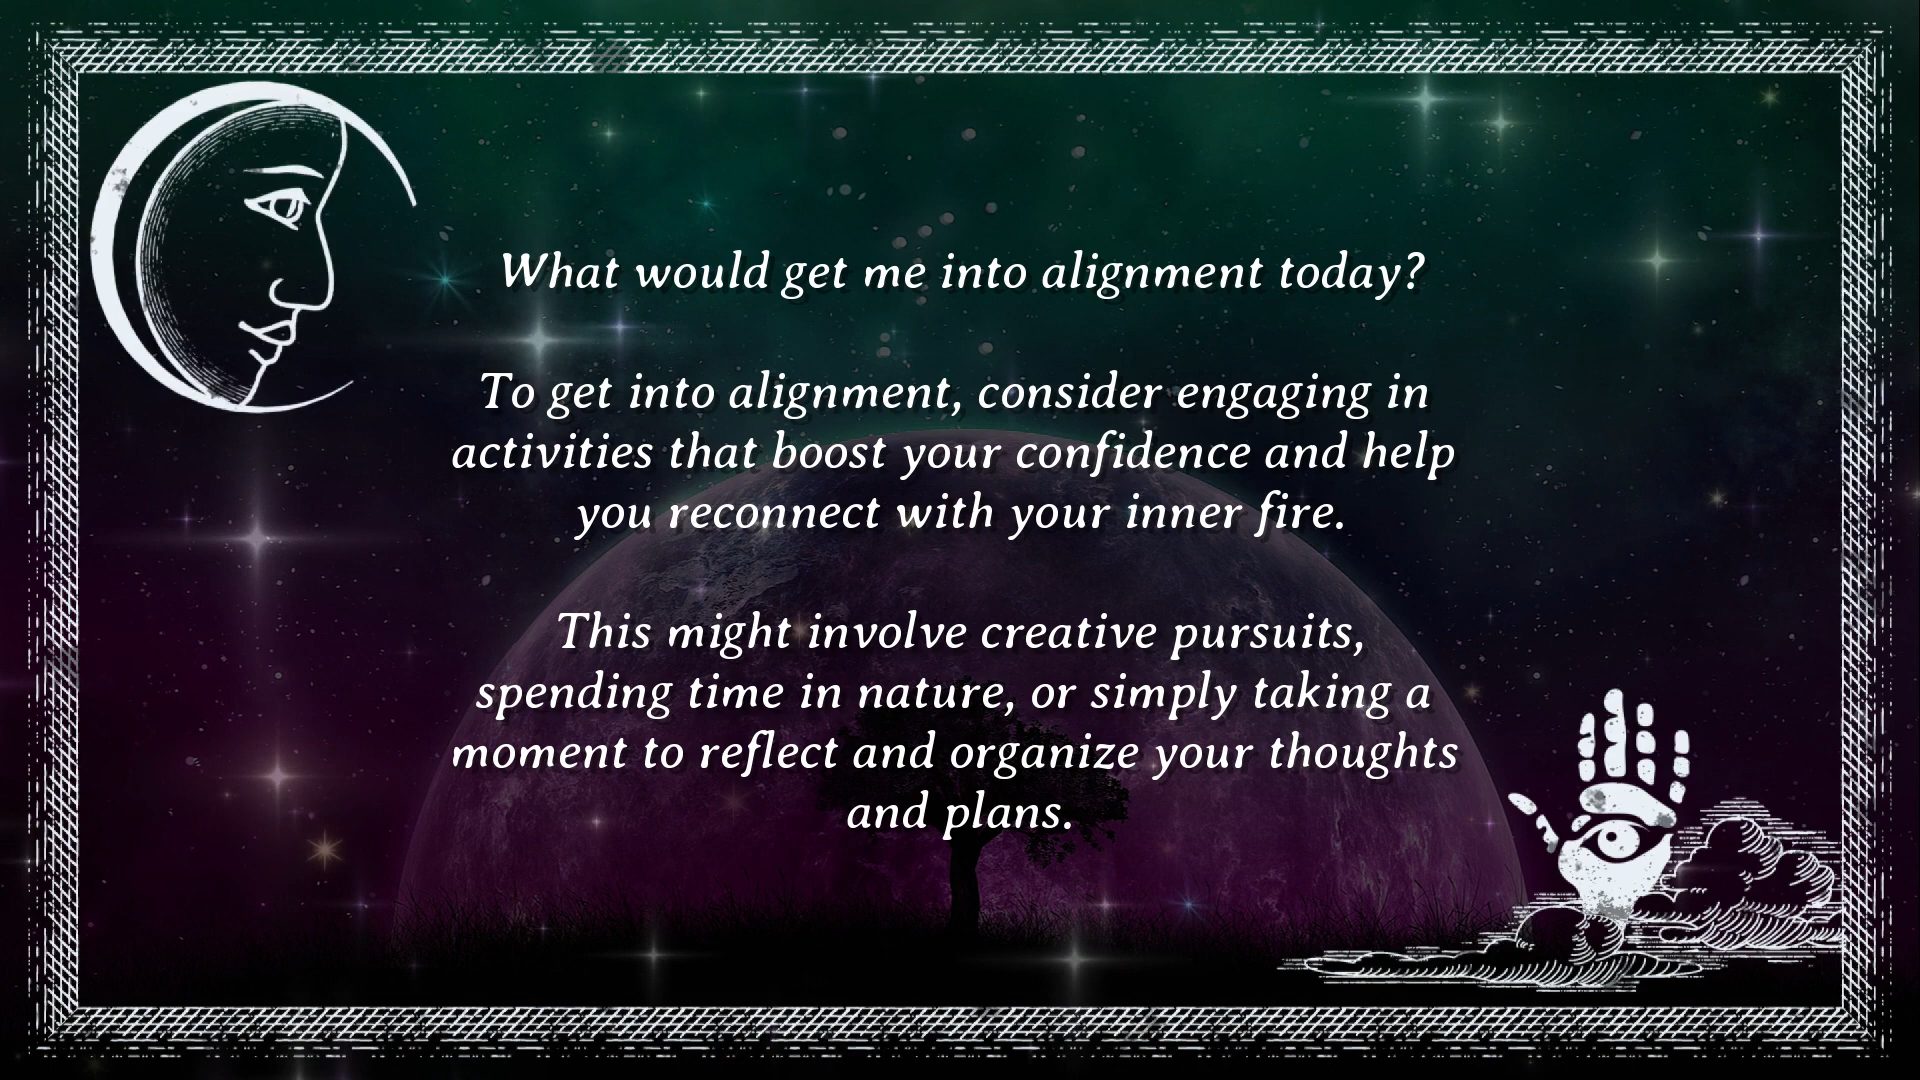 What would get me into alignment today?
To get into alignment, consider engaging in
activities that boost your confidence and help
you reconnect with your inner fire.
This might involve creative pursuits,
spending time in nature, or simply taking a
moment to reflect and organize your thoughts
and plans.